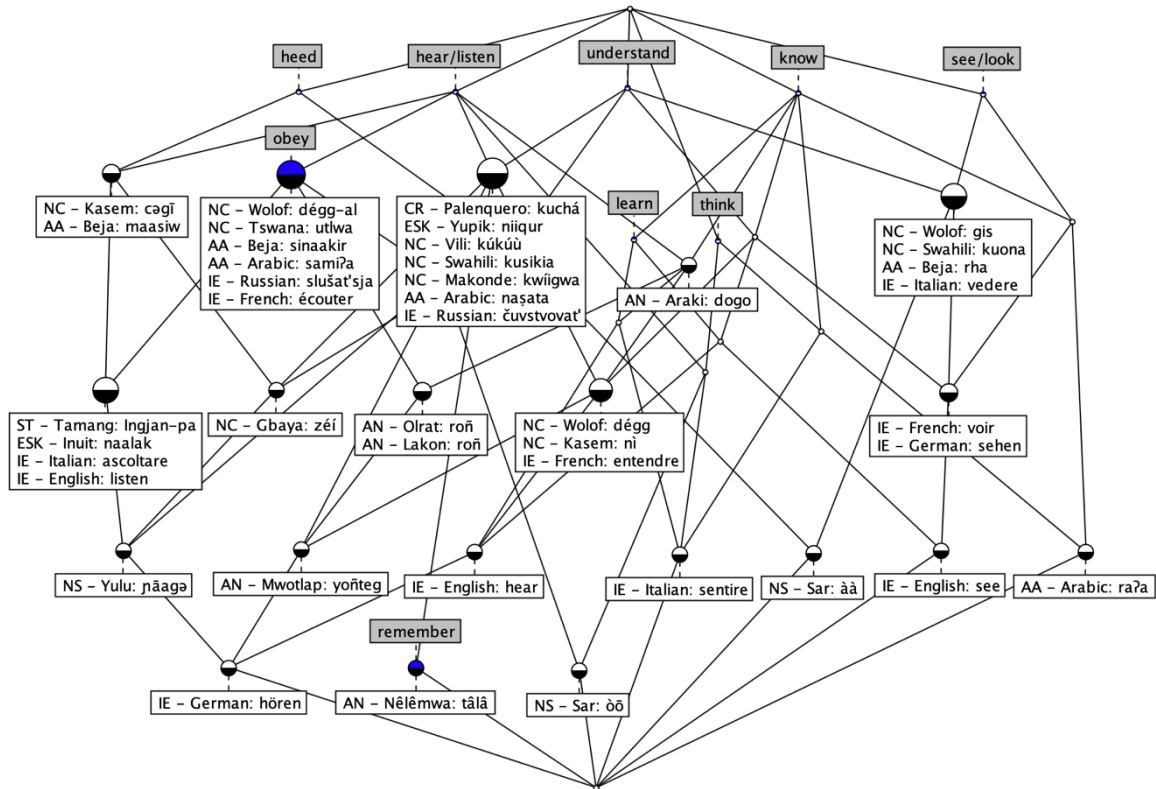 heed
hear/listen
understand
know
see/look
obey
learn
think
NC – Kasem: cəgī
AA – Beja: maasiw
NC – Wolof: dégg–al
NC – Tswana: utlwa
AA – Beja: sinaakir
AA – Arabic: samiʔa
IE – Russian: slušat'sja
IE – French: écouter
CR – Palenquero: kuchá
ESK – Yupik: niiqur
NC – Vili: kúkúù
NC – Swahili: kusikia
NC – Makonde: kwíigwa
AA – Arabic: naṣata
IE – Russian: čuvstvovat'
AN – Araki: dogo
NC – Wolof: gis
NC – Swahili: kuona
AA – Beja: rha
IE – Italian: vedere
ST – Tamang: Ingjan–pa
ESK – Inuit: naalak
IE – Italian: ascoltare
IE – English: listen
NC – Gbaya: zéí
AN – Olrat: roñ
AN – Lakon: roñ
NC – Wolof: dégg
NC – Kasem: nì
IE – French: entendre
IE – French: voir
IE – German: sehen
NS – Yulu: ɲāagə
AN – Mwotlap: yoñteg
IE – English: hear
IE – Italian: sentire
NS – Sar: àà
IE – English: see
AA – Arabic: raʔa
remember
IE – German: hören
AN – Nêlêmwa: tâlâ
NS – Sar: òō